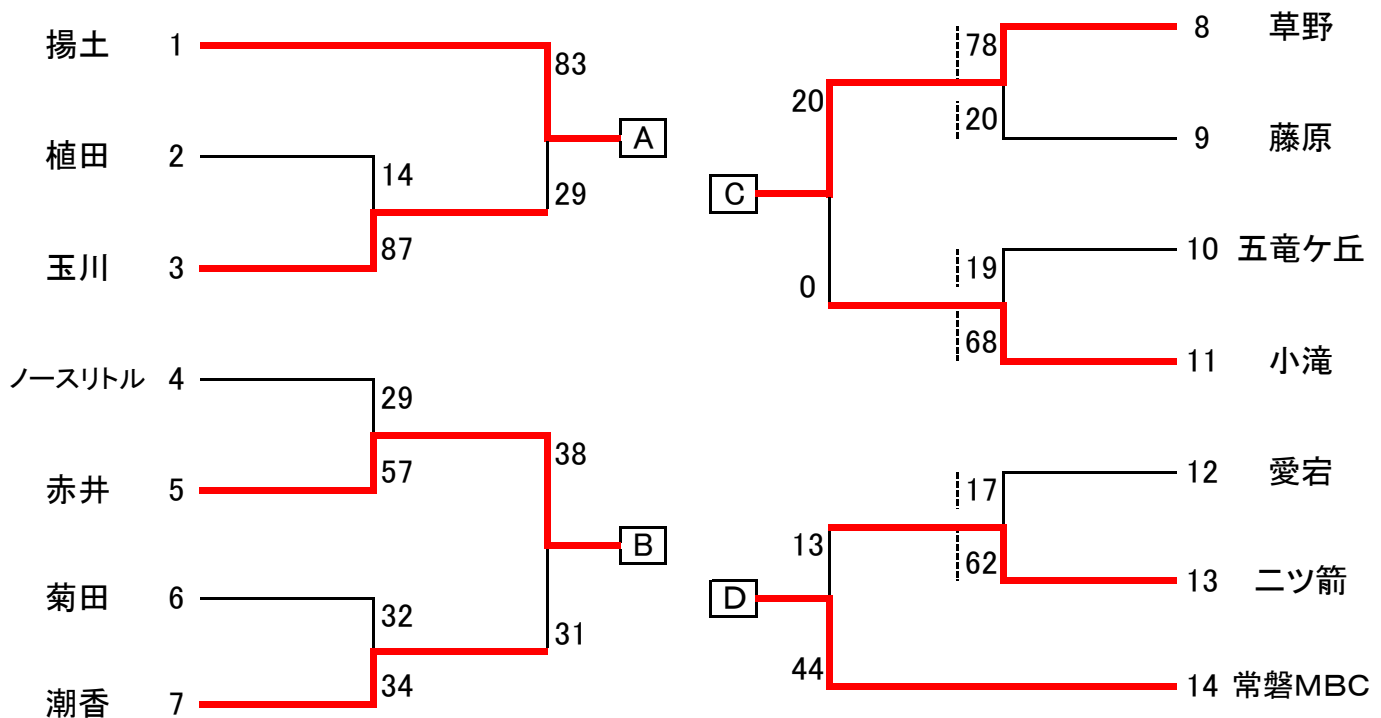 揚土 1
83
A
植田 2
14
29
玉川 3
87
ノースリトル 4
29
38
赤井 5
57
B
菊田 6
32
31
潮香 7
34
78
8 草野
20
20
9 藤原
C
19
10 五竜ケ丘
0
68
11 小滝
17
12 愛宕
13
62
13 二ツ箭
D
44
14 常磐MBC